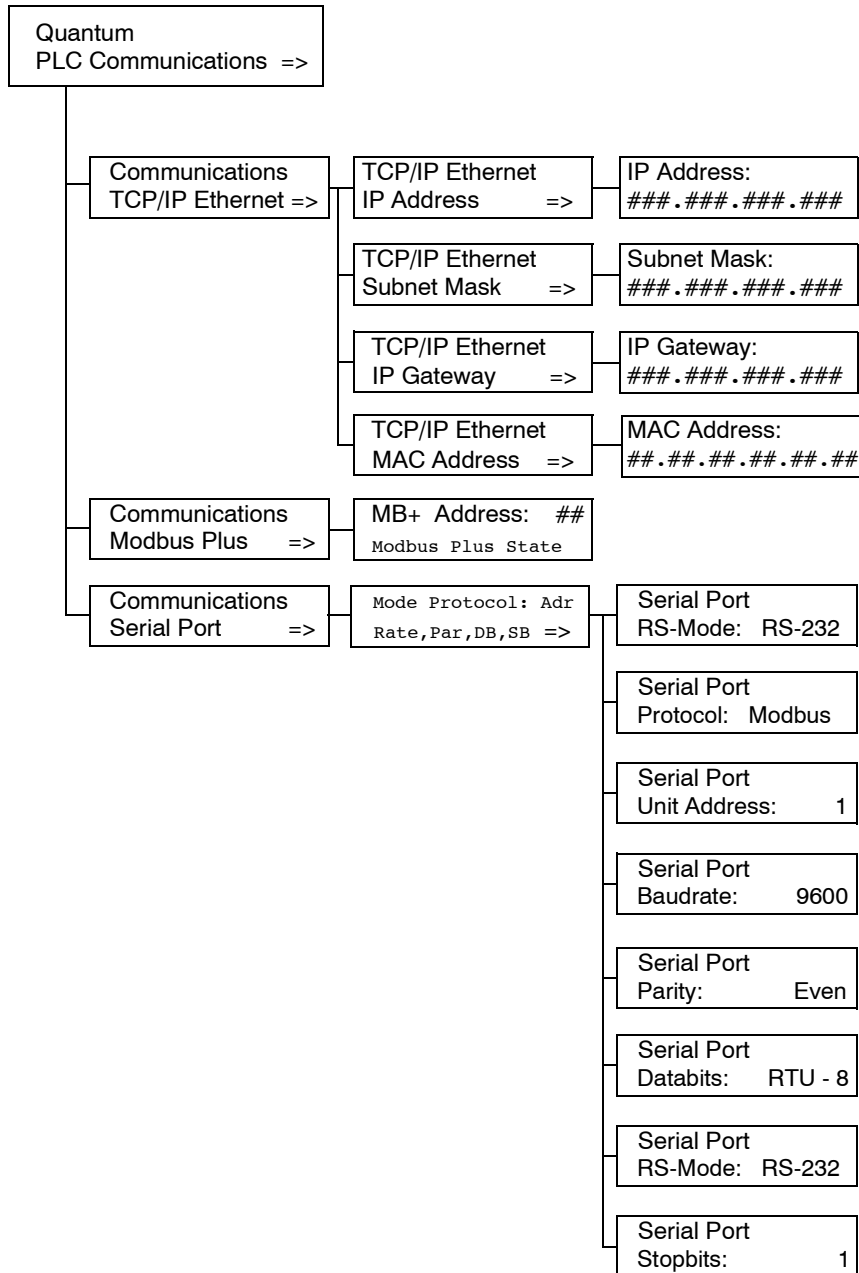 Quantum
PLC Communications =>
Communications
TCP/IP Ethernet =>
TCP/IP Ethernet
IP Address =>
IP Address:
###.###.###.###
TCP/IP Ethernet
Subnet Mask =>
Subnet Mask:
###.###.###.###
TCP/IP Ethernet
IP Gateway =>
IP Gateway:
###.###.###.###
TCP/IP Ethernet
MAC Address =>
MAC Address:
##.##.##.##.##.##
Communications
Modbus Plus =>
MB+ Address: ##
Modbus Plus State
Communications
Serial Port =>
Mode Protocol: Adr
Rate,Par,DB,SB =>
Serial Port
RS-Mode: RS-232
Serial Port
Protocol: Modbus
Serial Port
Unit Address: 1
Serial Port
Baudrate: 9600
Serial Port
Parity: Even
Serial Port
Databits: RTU - 8
Serial Port
RS-Mode: RS-232
Serial Port
Stopbits: 1